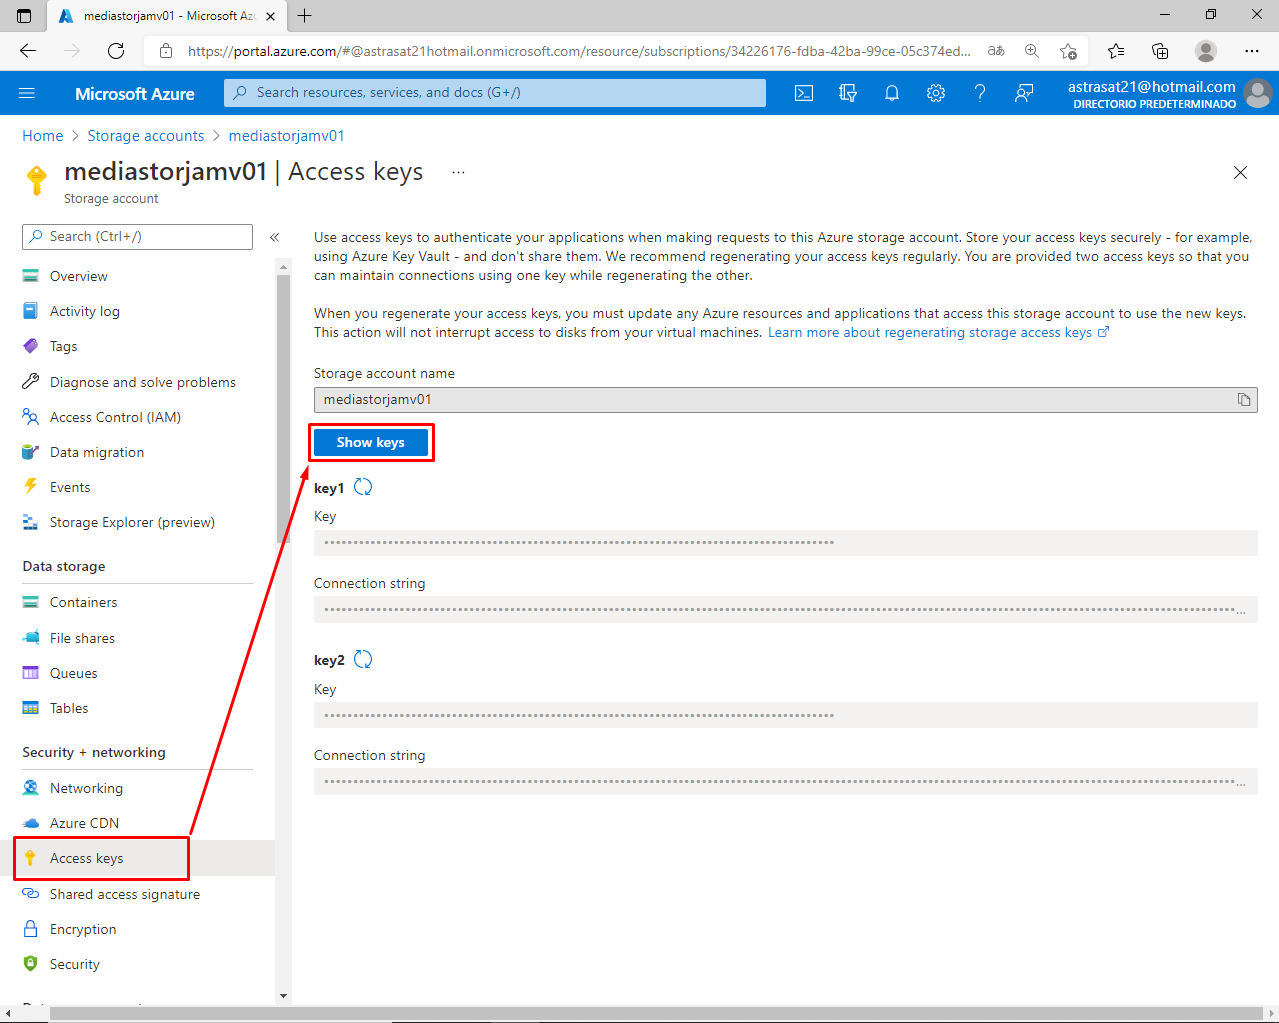 mediastorjamv01 - Microsoft Azu
https://portal.azure.com/#@astrasat21hotmail.onmicrosoft.com/resource/subscriptions/34226176-fdba-42ba-99ce-05c374ed...
Microsoft Azure
Search resources, services, and docs (G+/)
astrasat21@hotmail.com
DIRECTORIO PREDETERMINADO
Home > Storage accounts > mediastorjamv01
mediastorjamv01 | Access keys ...
Storage account
Search (Ctrl+/)
Overview
Activity log
Tags
Diagnose and solve problems
Access Control (IAM)
Data migration
Events
Storage Explorer (preview)
Data storage
Containers
File shares
Queues
Tables
Security + networking
Networking
Azure CDN
Access keys
Shared access signature
Encryption
Security
Use access keys to authenticate your applications when making requests to this Azure storage account. Store your access keys securely - for example,
using Azure Key Vault - and don't share them. We recommend regenerating your access keys regularly. You are provided two access keys so that you
can maintain connections using one key while regenerating the other.
When you regenerate your access keys, you must update any Azure resources and applications that access this storage account to use the new keys.
This action will not interrupt access to disks from your virtual machines. Learn more about regenerating storage access keys
Storage account name
mediastorjamv01
Show keys
key1
Key
Connection string
key2
Key
Connection string